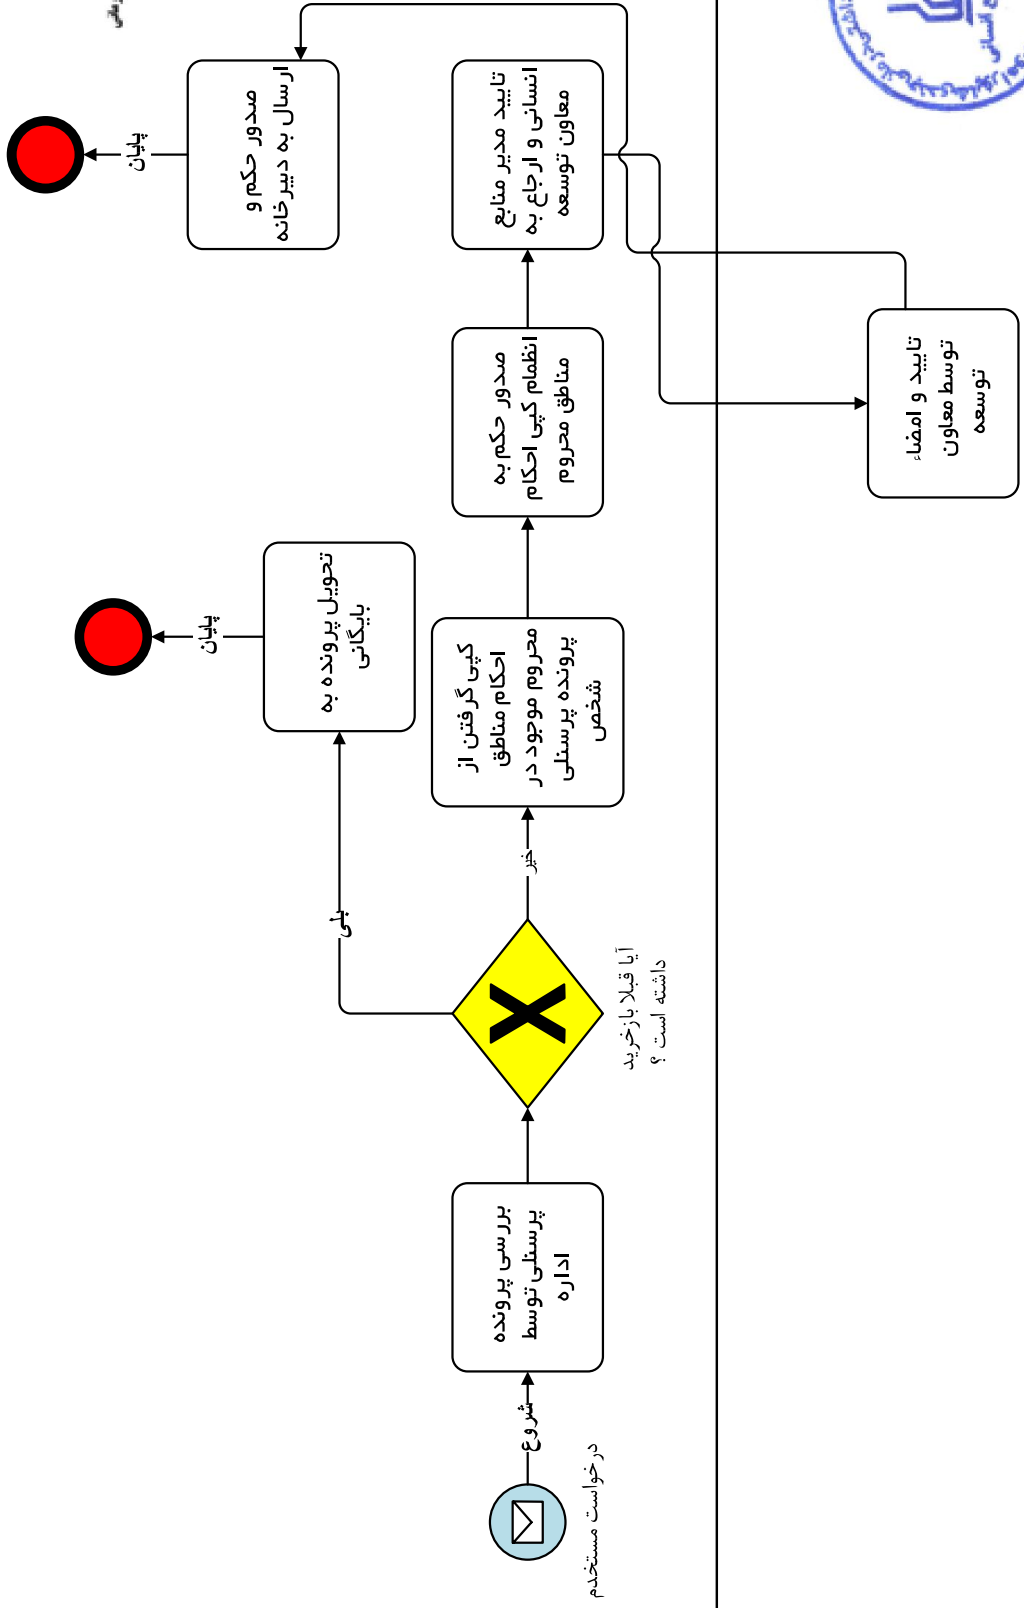 درخواست مستخدم
شروع
بررسی پرونده
پرسنلی توسط
اداره
آیا قبلا بازخرید
داشته است ؟
بلی
تحویل پرونده به
بایگانی
پایان
خیر
کپی گرفتن از
احکام مناطق
محروم موجود در
پرونده پرسنلی
شخص
صدور حکم به
انظمام کپی احکام
مناطق محروم
تایید مدیر منابع
انسانی و ارجاع به
معاون توسعه
تایید و امضاء
توسط معاون
توسعه
صدور حکم و
ارسال به دبیرخانه
پایان